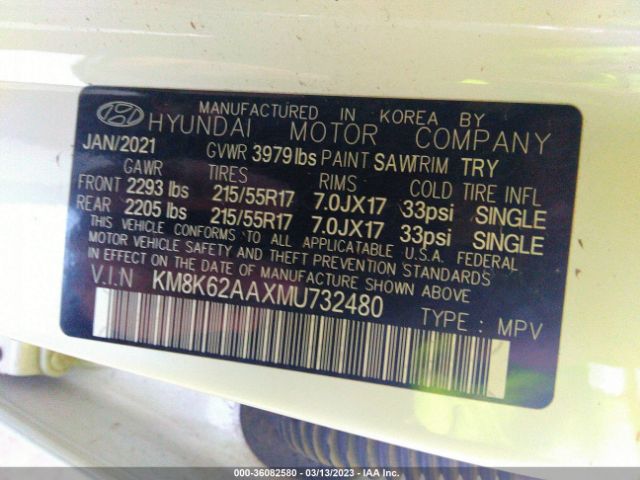 MANUFACTURED IN KOREA BY
HYUNDAI MOTOR COMPANY
JAN/2021 GVWR 3979 lbs PAINT SAW TRIM TRY
GAWR TIRES RIMS COLD TIRE INFL
FRONT 2293 lbs 215/55R17 7.0JX17 33psi SINGLE
REAR 2205 lbs 215/55R17 7.0JX17 33psi SINGLE
THIS VEHICLE CONFORMS TO ALL APPLICATABLE U.S.A. FEDERAL
MOTOR VEHICLE SAFETY AND THEFT PREVENTION STANDARDS
IN EFFECT ON THE DATE OF MANUFACTURE SHOWN ABOVE.
V.I.N KM8K62AAXMU732480
TYPE : MPV
000-36082580 - 03/13/2023 - IAA Inc.